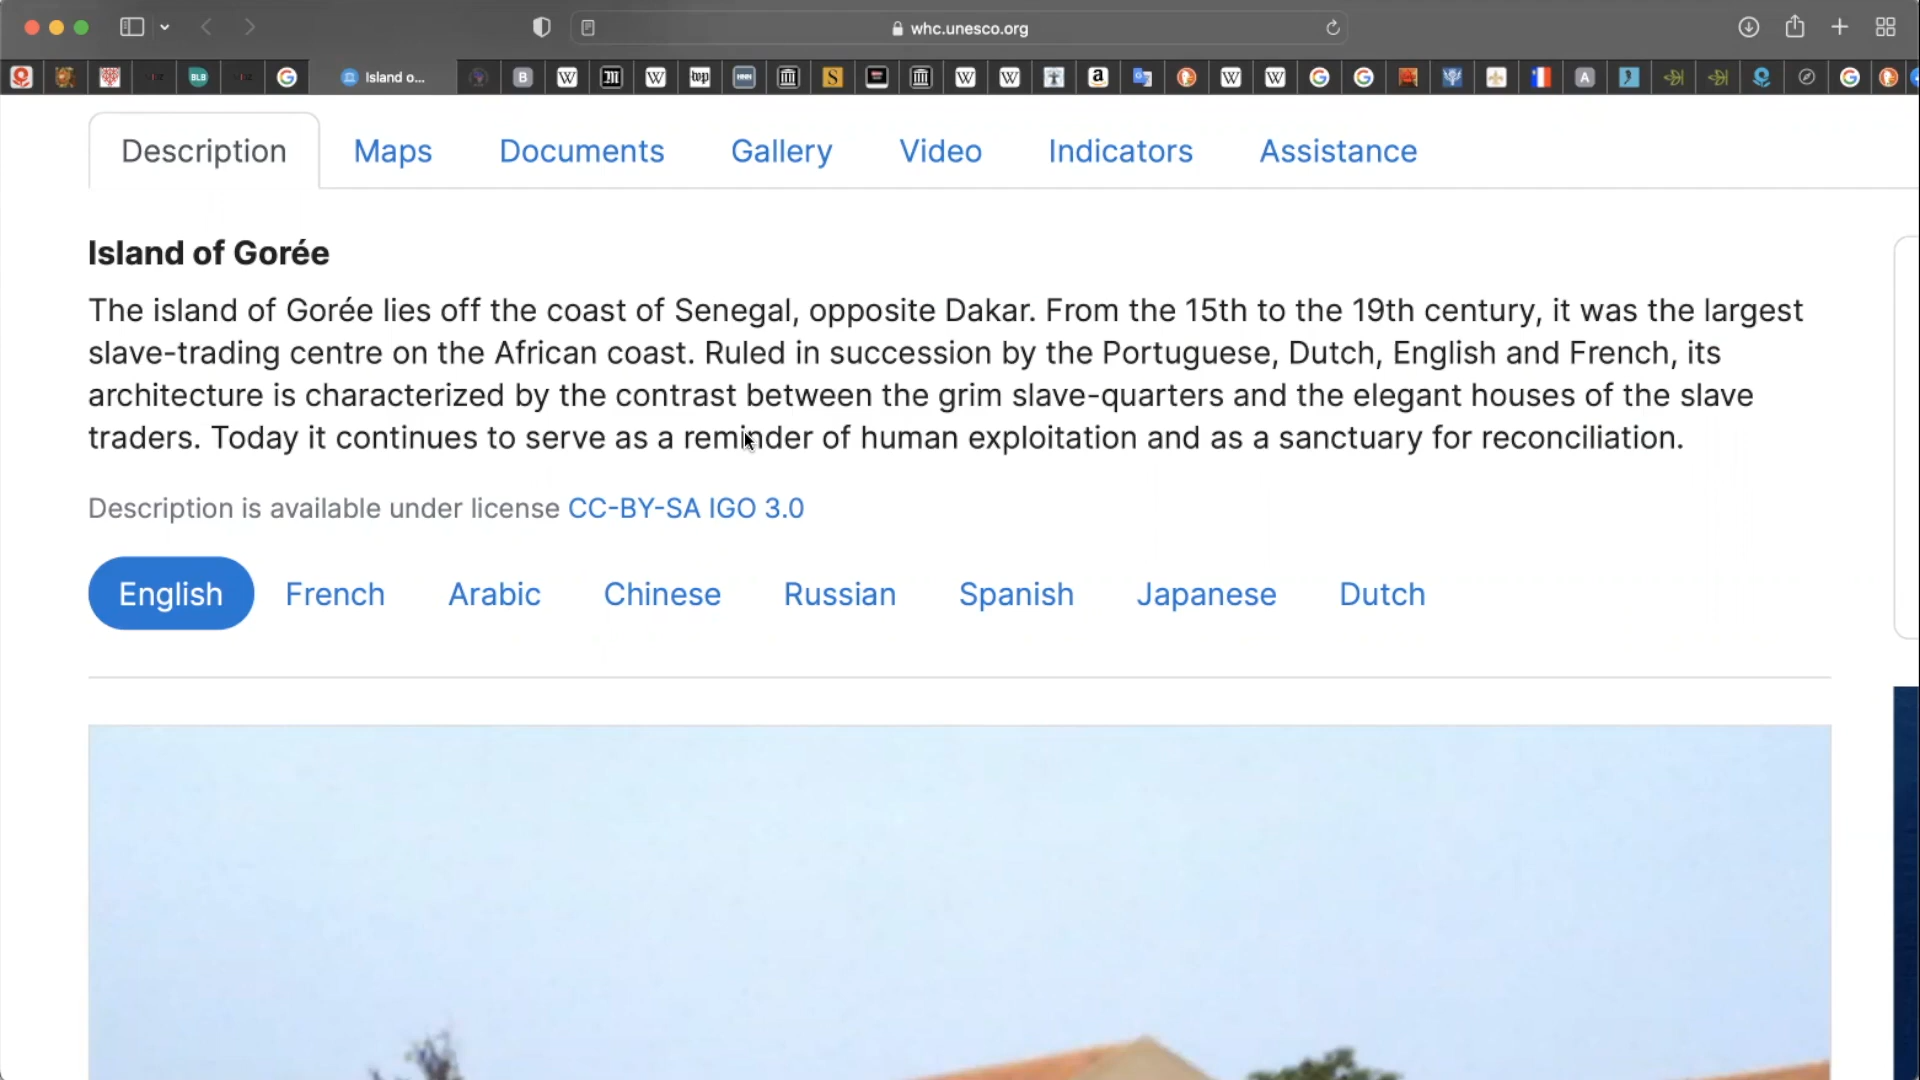 whc.unesco.org
BLB
Island o...
B
W
W
wp
HNN
S
W
W
a
W
W
A
Description
Maps
Documents
Gallery
Video
Indicators
Assistance
Island of Gorée
The island of Gorée lies off the coast of Senegal, opposite Dakar. From the 15th to the 19th century, it was the largest
slave-trading centre on the African coast. Ruled in succession by the Portuguese, Dutch, English and French, its
architecture is characterized by the contrast between the grim slave-quarters and the elegant houses of the slave
traders. Today it continues to serve as a reminder of human exploitation and as a sanctuary for reconciliation.
Description is available under license CC-BY-SA IGO 3.0
English
French
Arabic
Chinese
Russian
Spanish
Japanese
Dutch